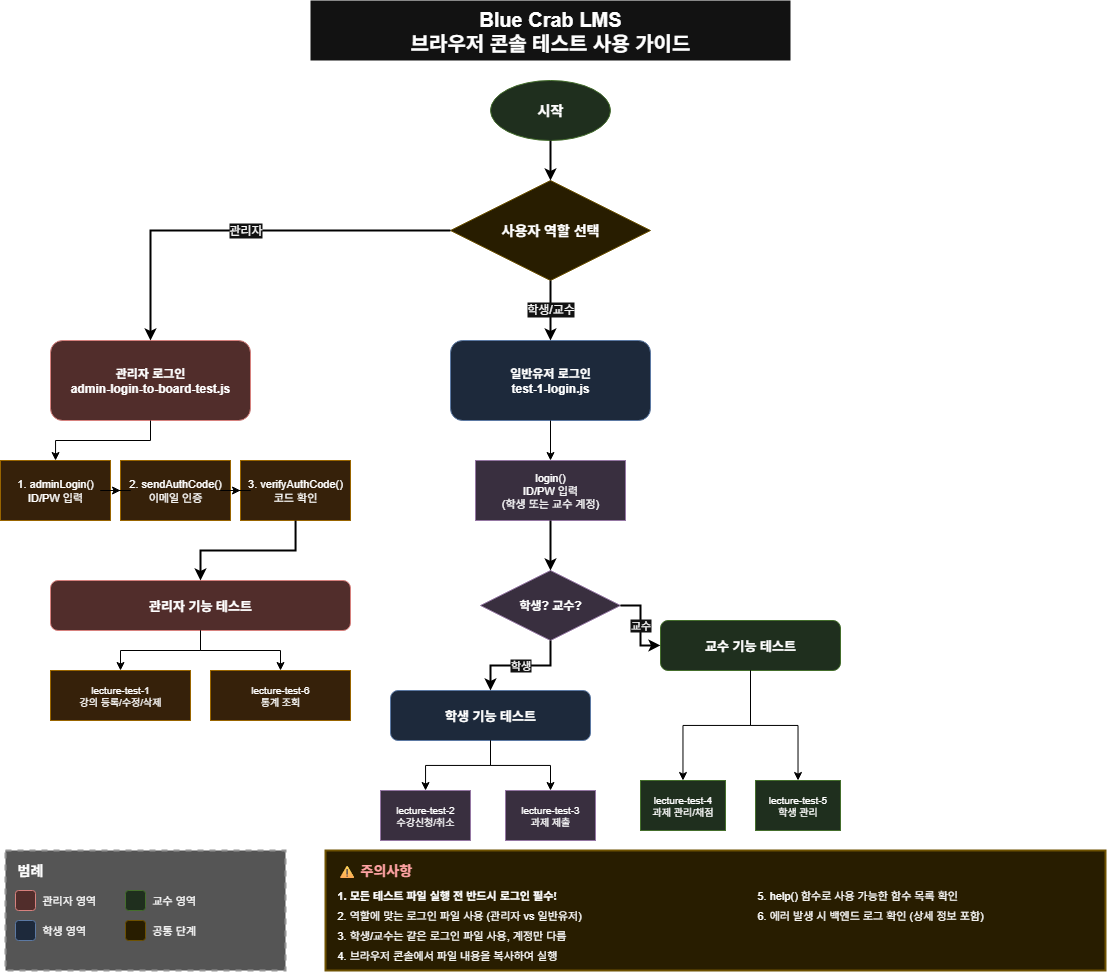 Blue Crab LMS
브라우저 콘솔 테스트 사용 가이드
시작
사용자 역할 선택
관리자
학생/교수
관리자 로그인
admin-login-to-board-test.js
일반유저 로그인
test-1-login.js
1. adminLogin()
ID/PW 입력
2. sendAuthCode()
이메일 인증
3. verifyAuthCode()
코드 확인
login()
ID/PW 입력
(학생 또는 교수 계정)
관리자 기능 테스트
학생? 교수?
교수
학생
교수 기능 테스트
lecture-test-1
강의 등록/수정/삭제
lecture-test-6
통계 조회
학생 기능 테스트
lecture-test-2
수강신청/취소
lecture-test-3
과제 제출
lecture-test-4
과제 관리/채점
lecture-test-5
학생 관리
범례
관리자 영역
교수 영역
학생 영역
공통 단계
⚠️ 주의사항
1. 모든 테스트 파일 실행 전 반드시 로그인 필수!
2. 역할에 맞는 로그인 파일 사용 (관리자 vs 일반유저)
3. 학생/교수는 같은 로그인 파일 사용, 계정만 다름
4. 브라우저 콘솔에서 파일 내용을 복사하여 실행
5. help() 함수로 사용 가능한 함수 목록 확인
6. 에러 발생 시 백엔드 로그 확인 (상세 정보 포함)